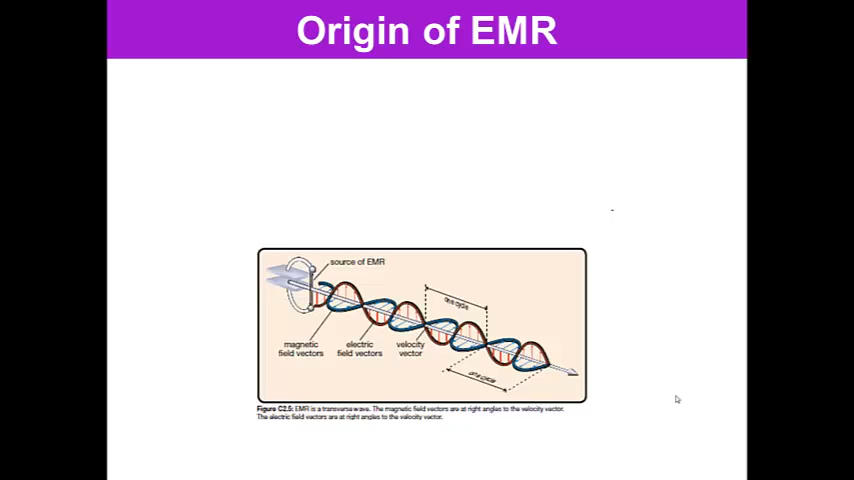 Origin of EMR
source of EMR
one cycle
magnetic
field vectors
electric
field vectors
velocity
vector
one cycle
Figure C2.5: EMR is a transverse wave. The magnetic field vectors are at right angles to the velocity vector.
The electric field vectors are at right angles to the velocity vector.